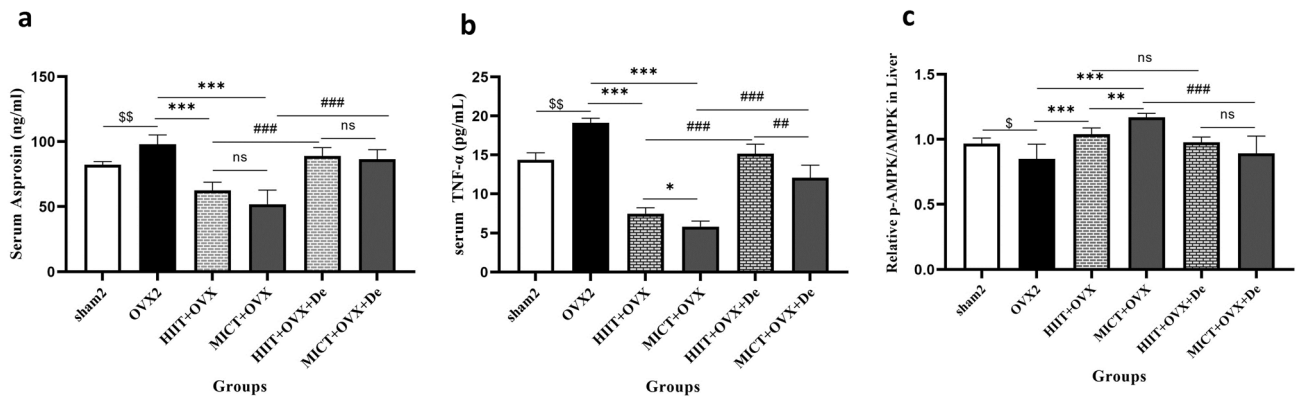 a
Serum Asprosin (ng/ml)
150
100
50
0
$$
***
***
###
ns
###
ns
sham2
OVX2
HIIT+OVX
MICT+OVX
HIIT+OVX+De
MICT+OVX+De
Groups
b
serum TNF-α (pg/mL)
25
20
15
10
5
0
$$
***
***
*
###
###
##
sham2
OVX2
HIIT+OVX
MICT+OVX
HIIT+OVX+De
MICT+OVX+De
Groups
c
Relative p-AMPK/AMPK in Liver
1.5
1.0
0.5
0.0
ns
***
###
***
**
$
ns
sham2
OVX2
HIIT+OVX
MICT+OVX
HIIT+OVX+De
MICT+OVX+De
Groups